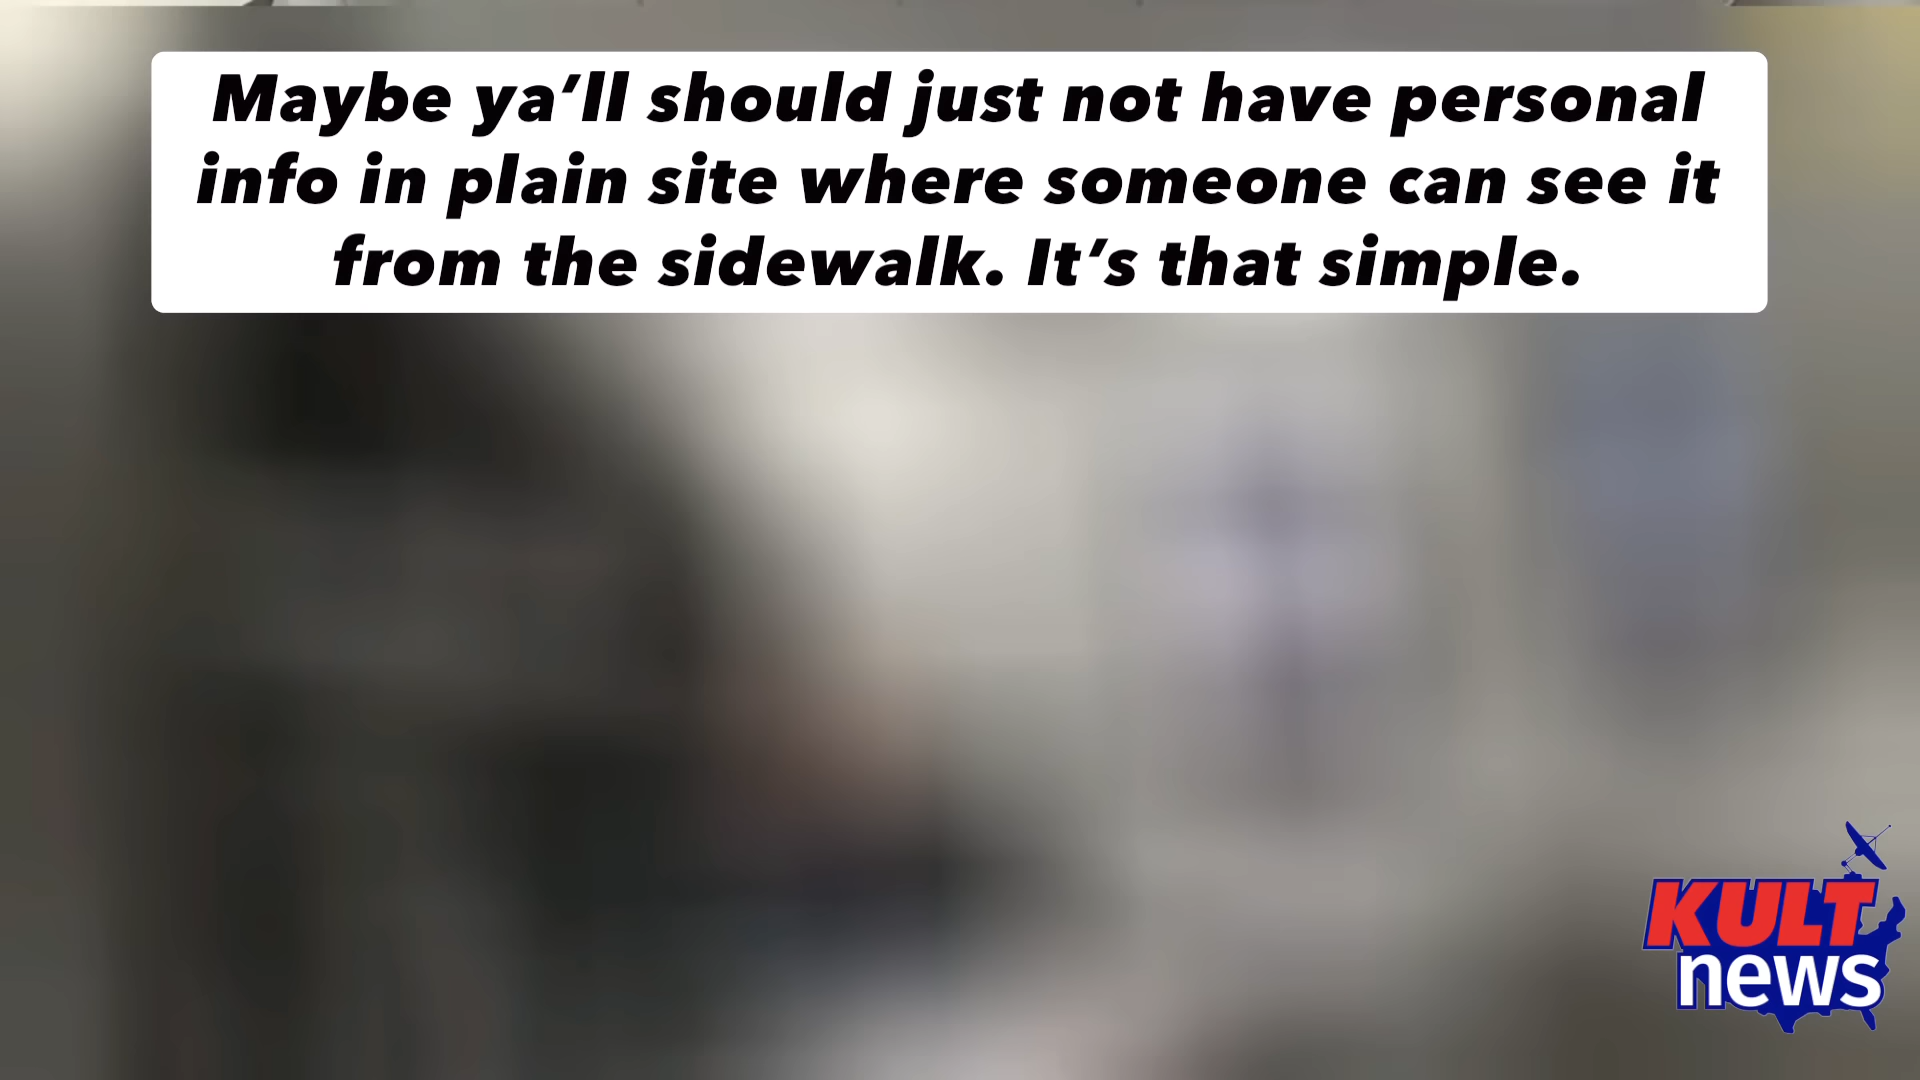 Maybe ya’ll should just not have personal
info in plain site where someone can see it
from the sidewalk. It’s that simple.
KULT
news